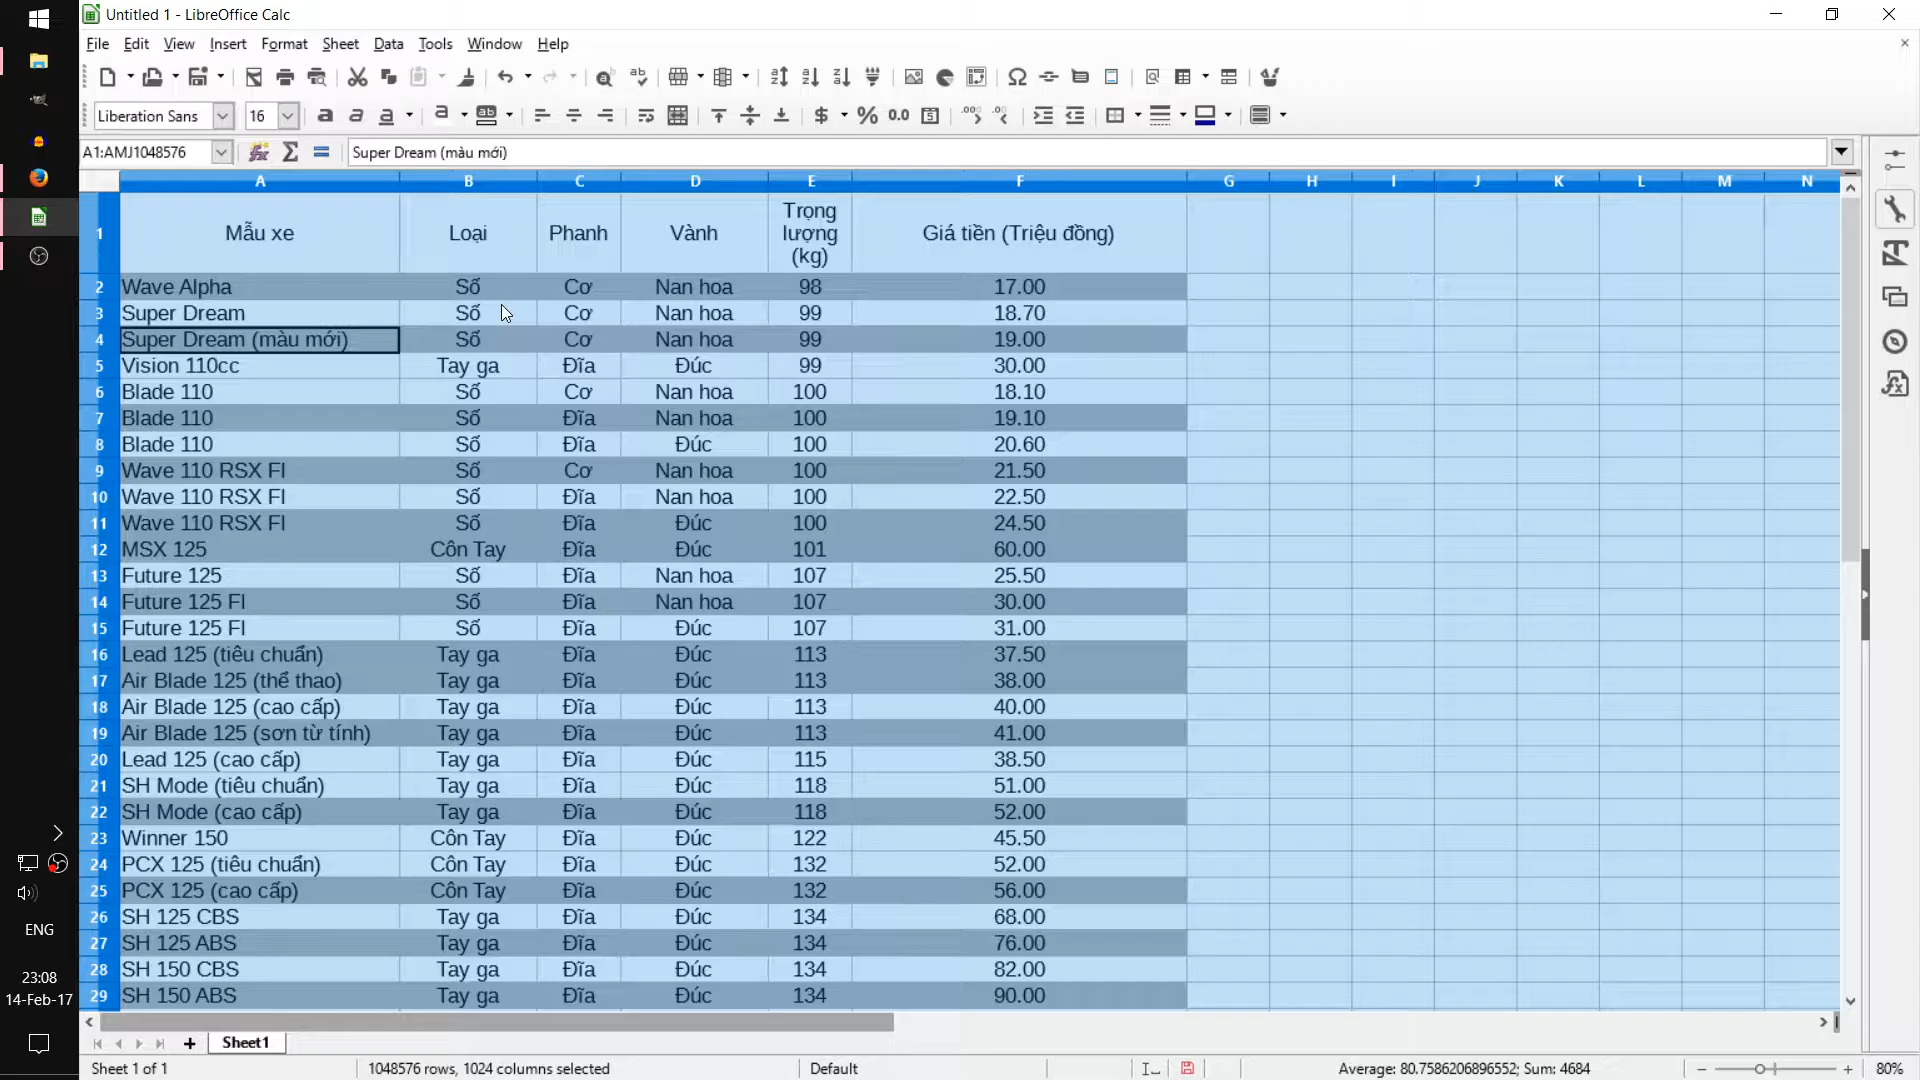 Untitled 1 - LibreOffice Calc
File Edit View Insert Format Sheet Data Tools Window Help
Liberation Sans 16
A1:AMJ1048576 Super Dream (màu mới)
A B C D E F G H I J K L M N
1 Mẫu xe Loại Phanh Vành Trọng lượng (kg) Giá tiền (Triệu đồng)
2 Wave Alpha Số Cơ Nan hoa 98 17.00
3 Super Dream Số Cơ Nan hoa 99 18.70
4 Super Dream (màu mới) Số Cơ Nan hoa 99 19.00
5 Vision 110cc Tay ga Đĩa Đúc 99 30.00
6 Blade 110 Số Cơ Nan hoa 100 18.10
7 Blade 110 Số Đĩa Nan hoa 100 19.10
8 Blade 110 Số Đĩa Đúc 100 20.60
9 Wave 110 RSX FI Số Cơ Nan hoa 100 21.50
10 Wave 110 RSX FI Số Đĩa Nan hoa 100 22.50
11 Wave 110 RSX FI Số Đĩa Đúc 100 24.50
12 MSX 125 Côn Tay Đĩa Đúc 101 60.00
13 Future 125 Số Đĩa Nan hoa 107 25.50
14 Future 125 FI Số Đĩa Nan hoa 107 30.00
15 Future 125 FI Số Đĩa Đúc 107 31.00
16 Lead 125 (tiêu chuẩn) Tay ga Đĩa Đúc 113 37.50
17 Air Blade 125 (thể thao) Tay ga Đĩa Đúc 113 38.00
18 Air Blade 125 (cao cấp) Tay ga Đĩa Đúc 113 40.00
19 Air Blade 125 (sơn từ tính) Tay ga Đĩa Đúc 113 41.00
20 Lead 125 (cao cấp) Tay ga Đĩa Đúc 115 38.50
21 SH Mode (tiêu chuẩn) Tay ga Đĩa Đúc 118 51.00
22 SH Mode (cao cấp) Tay ga Đĩa Đúc 118 52.00
23 Winner 150 Côn Tay Đĩa Đúc 122 45.50
24 PCX 125 (tiêu chuẩn) Côn Tay Đĩa Đúc 132 52.00
25 PCX 125 (cao cấp) Côn Tay Đĩa Đúc 132 56.00
26 SH 125 CBS Tay ga Đĩa Đúc 134 68.00
27 SH 125 ABS Tay ga Đĩa Đúc 134 76.00
28 SH 150 CBS Tay ga Đĩa Đúc 134 82.00
29 SH 150 ABS Tay ga Đĩa Đúc 134 90.00
Sheet1
Sheet 1 of 1 1048576 rows, 1024 columns selected Default Average: 80.7586206896552; Sum: 4684 80%
ENG
23:08
14-Feb-17